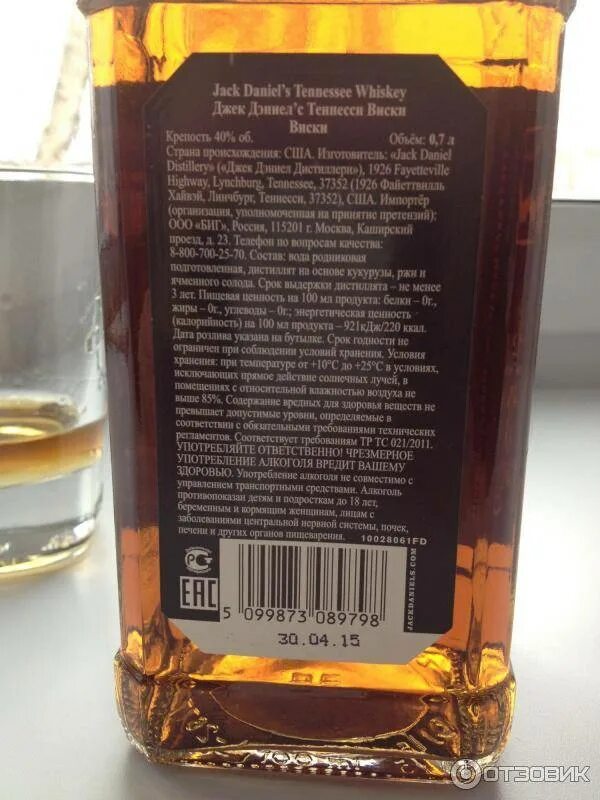 Jack Daniel's Tennessee Whiskey
Джек Дэниел'с Теннесси Виски
Виски
Крепость 40% об. Объём: 0,7 л
Страна происхождения: США. Изготовитель: «Jack Daniel
Distillery» («Джек Дэниел Дистиллери»), 1926 Fayetteville
Highway, Lynchburg, Tennessee, 37352 (1926 Файеттвилль
Хайвэй, Линчбург, Теннесси, 37352), США. Импортёр
(организация, уполномоченная на принятие претензий):
ООО «БИГ», Россия, 115201 г. Москва, Каширский
проезд, д. 23. Телефон по вопросам качества:
8-800-700-25-70. Состав: вода родниковая
подготовленная, дистиллят на основе кукурузы, ржи и
ячменного солода. Срок выдержки дистиллята – не менее
3 лет. Пищевая ценность на 100 мл продукта: белки – 0г.,
жиры – 0г., углеводы – 0г.; энергетическая ценность
(калорийность) на 100 мл продукта – 921кДж/220 ккал.
Дата розлива указана на бутылке. Срок годности не
ограничен при соблюдении условий хранения. Условия
хранения: при температуре от +10°C до +25°C в условиях,
исключающих прямое действие солнечных лучей, в
помещениях с относительной влажностью воздуха не
выше 85%. Содержание вредных для здоровья веществ не
превышает допустимые уровни, определяемые в
соответствии с обязательными требованиями технических
регламентов. Соответствует требованиям ТР ТС 021/2011.
УПОТРЕБЛЯЙТЕ ОТВЕТСТВЕННО! ЧРЕЗМЕРНОЕ
УПОТРЕБЛЕНИЕ АЛКОГОЛЯ ВРЕДИТ ВАШЕМУ
ЗДОРОВЬЮ. Употребление алкоголя не совместимо с
управлением транспортными средствами. Алкоголь
противопоказан детям и подросткам до 18 лет,
беременным и кормящим женщинам, лицам с
заболеваниями центральной нервной системы, почек,
печени и других органов пищеварения. 10028061FD
JACKDANIELS.COM
EAC
5 099873 089798
30.04.15
ОТЗОВИК